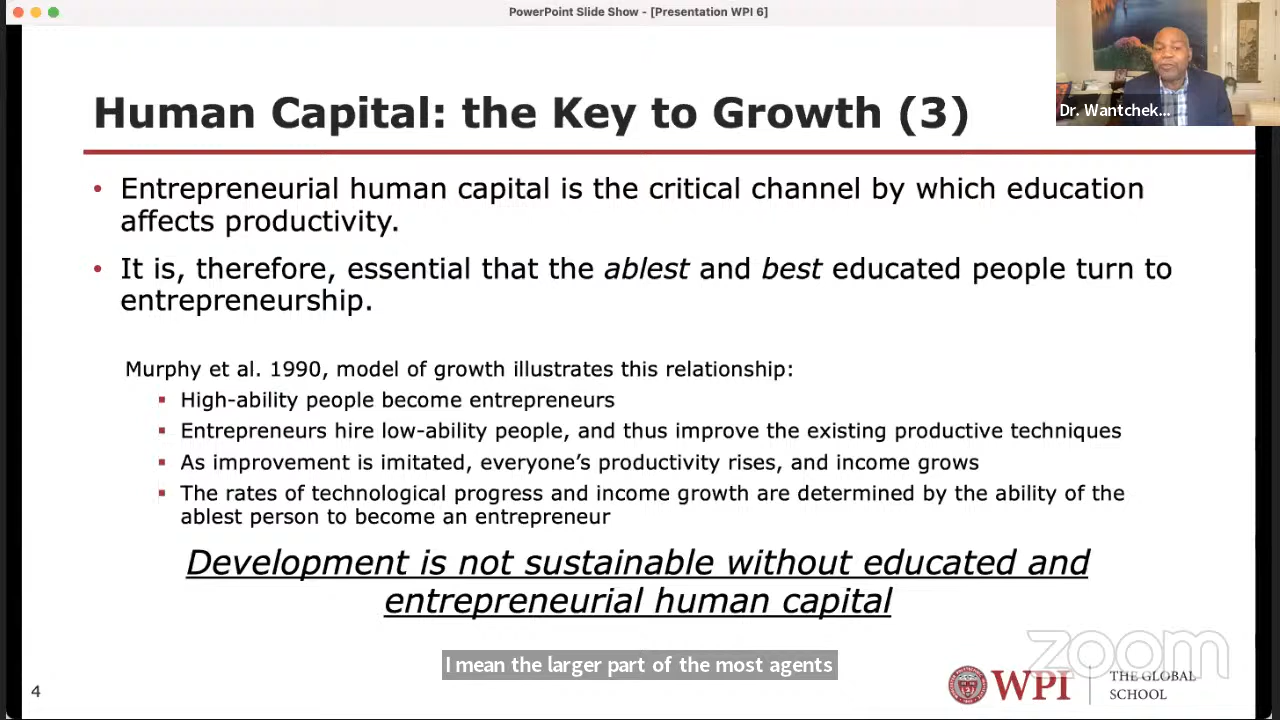 PowerPoint Slide Show - [Presentation WPI 6]
Dr. Wantchek...
Human Capital: the Key to Growth (3)
• Entrepreneurial human capital is the critical channel by which education
affects productivity.
• It is, therefore, essential that the ablest and best educated people turn to
entrepreneurship.
Murphy et al. 1990, model of growth illustrates this relationship:
▪ High-ability people become entrepreneurs
▪ Entrepreneurs hire low-ability people, and thus improve the existing productive techniques
▪ As improvement is imitated, everyone’s productivity rises, and income grows
▪ The rates of technological progress and income growth are determined by the ability of the
ablest person to become an entrepreneur
Development is not sustainable without educated and
entrepreneurial human capital
I mean the larger part of the most agents
zoom
4
WPI
THE GLOBAL
SCHOOL